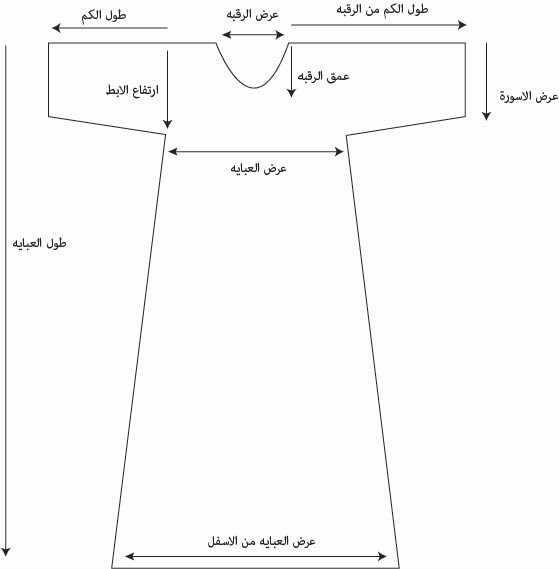 طول الكم من الرقبه
عرض الرقبه
طول الكم
عمق الرقبه
ارتفاع الابط
عرض الاسورة
عرض العبايه
طول العبايه
عرض العبايه من الاسفل